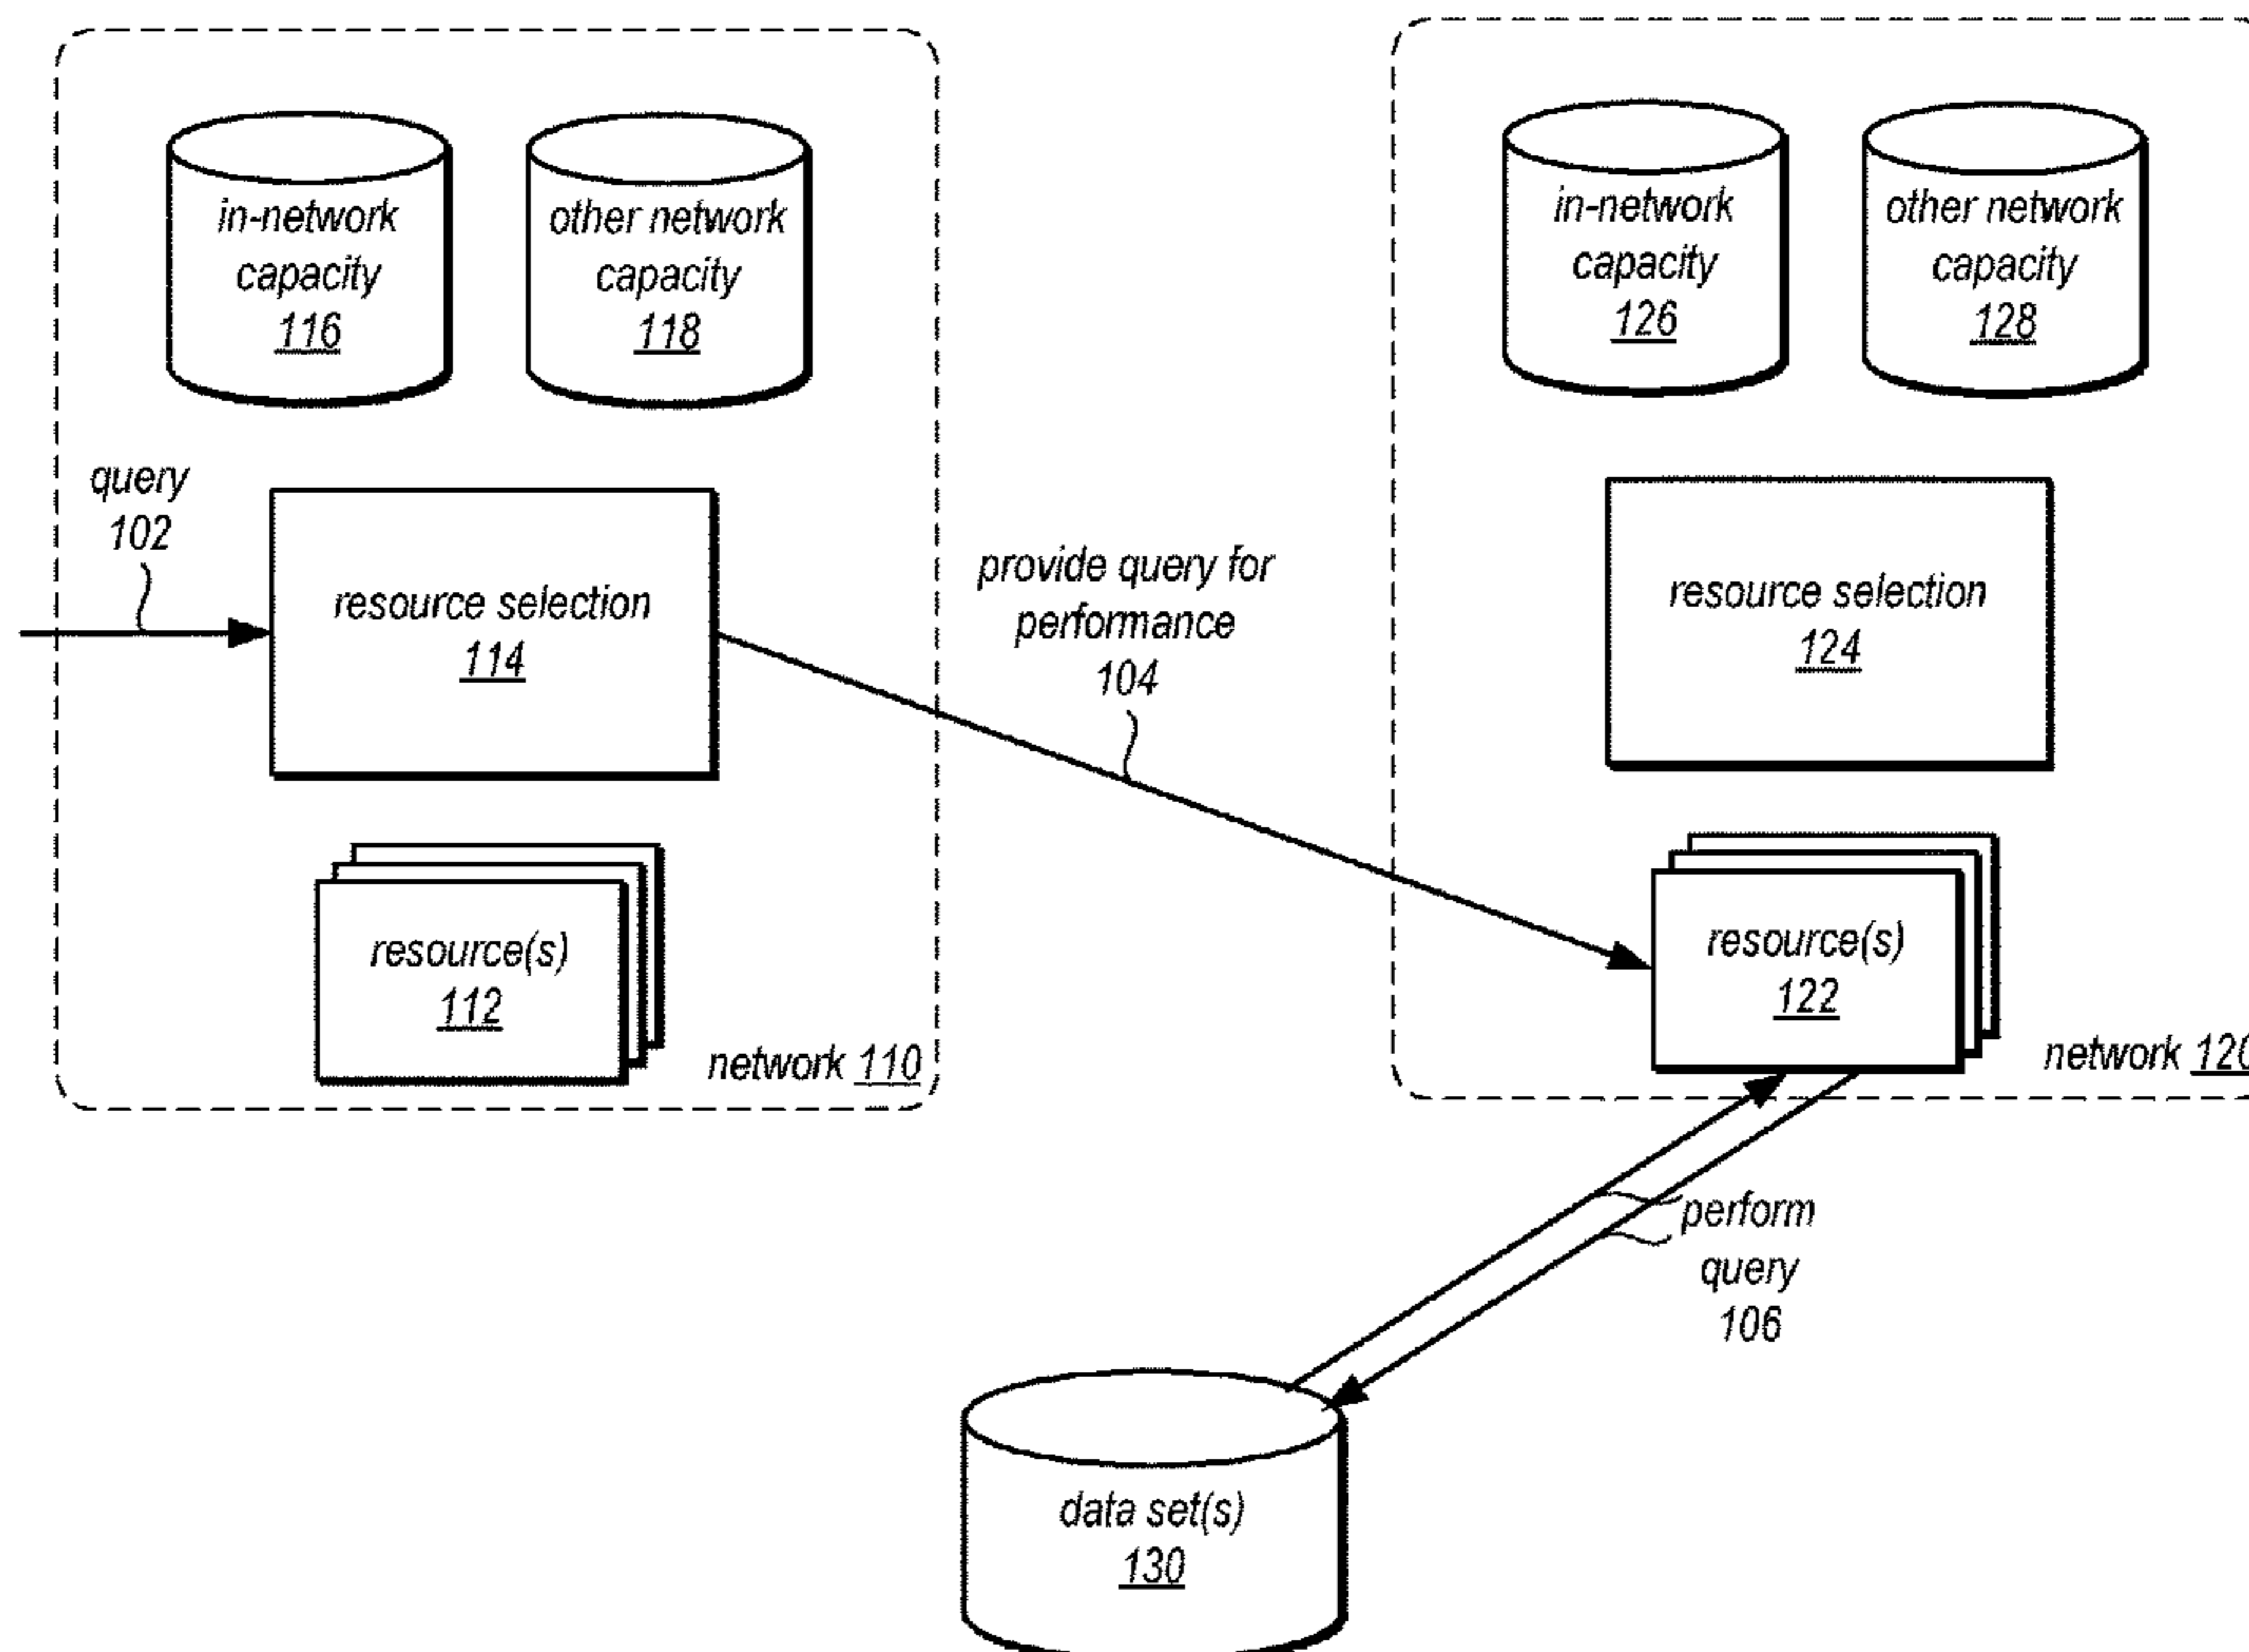 in-network
capacity
116
other network
capacity
118
query
102
resource selection
114
resource(s)
112
network 110
provide query for
performance
104
in-network
capacity
126
other network
capacity
128
resource selection
124
resource(s)
122
network 120
perform
query
106
data set(s)
130